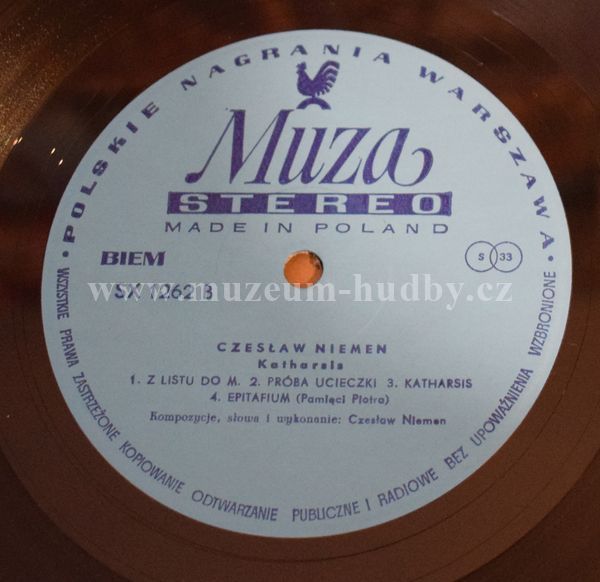 • POLSKIE NAGRANIA WARSZAWA •
Muza
STEREO
MADE IN POLAND
BIEM
S 33
SX 1262 B
www.muzeum-hudby.cz
CZESŁAW NIEMEN
Katharsis
1. Z LISTU DO M. 2. PRÓBA UCIECZKI 3. KATHARSIS
4. EPITAFIUM (Pamięci Piotra)
Kompozycje, słowa i wykonanie: Czesław Niemen
WSZYSTKIE PRAWA ZASTRZEŻONE KOPIOWANIE ODTWARZANIE PUBLICZNE I RADIOWE BEZ UPOWAŻNIENIA WZBRONIONE